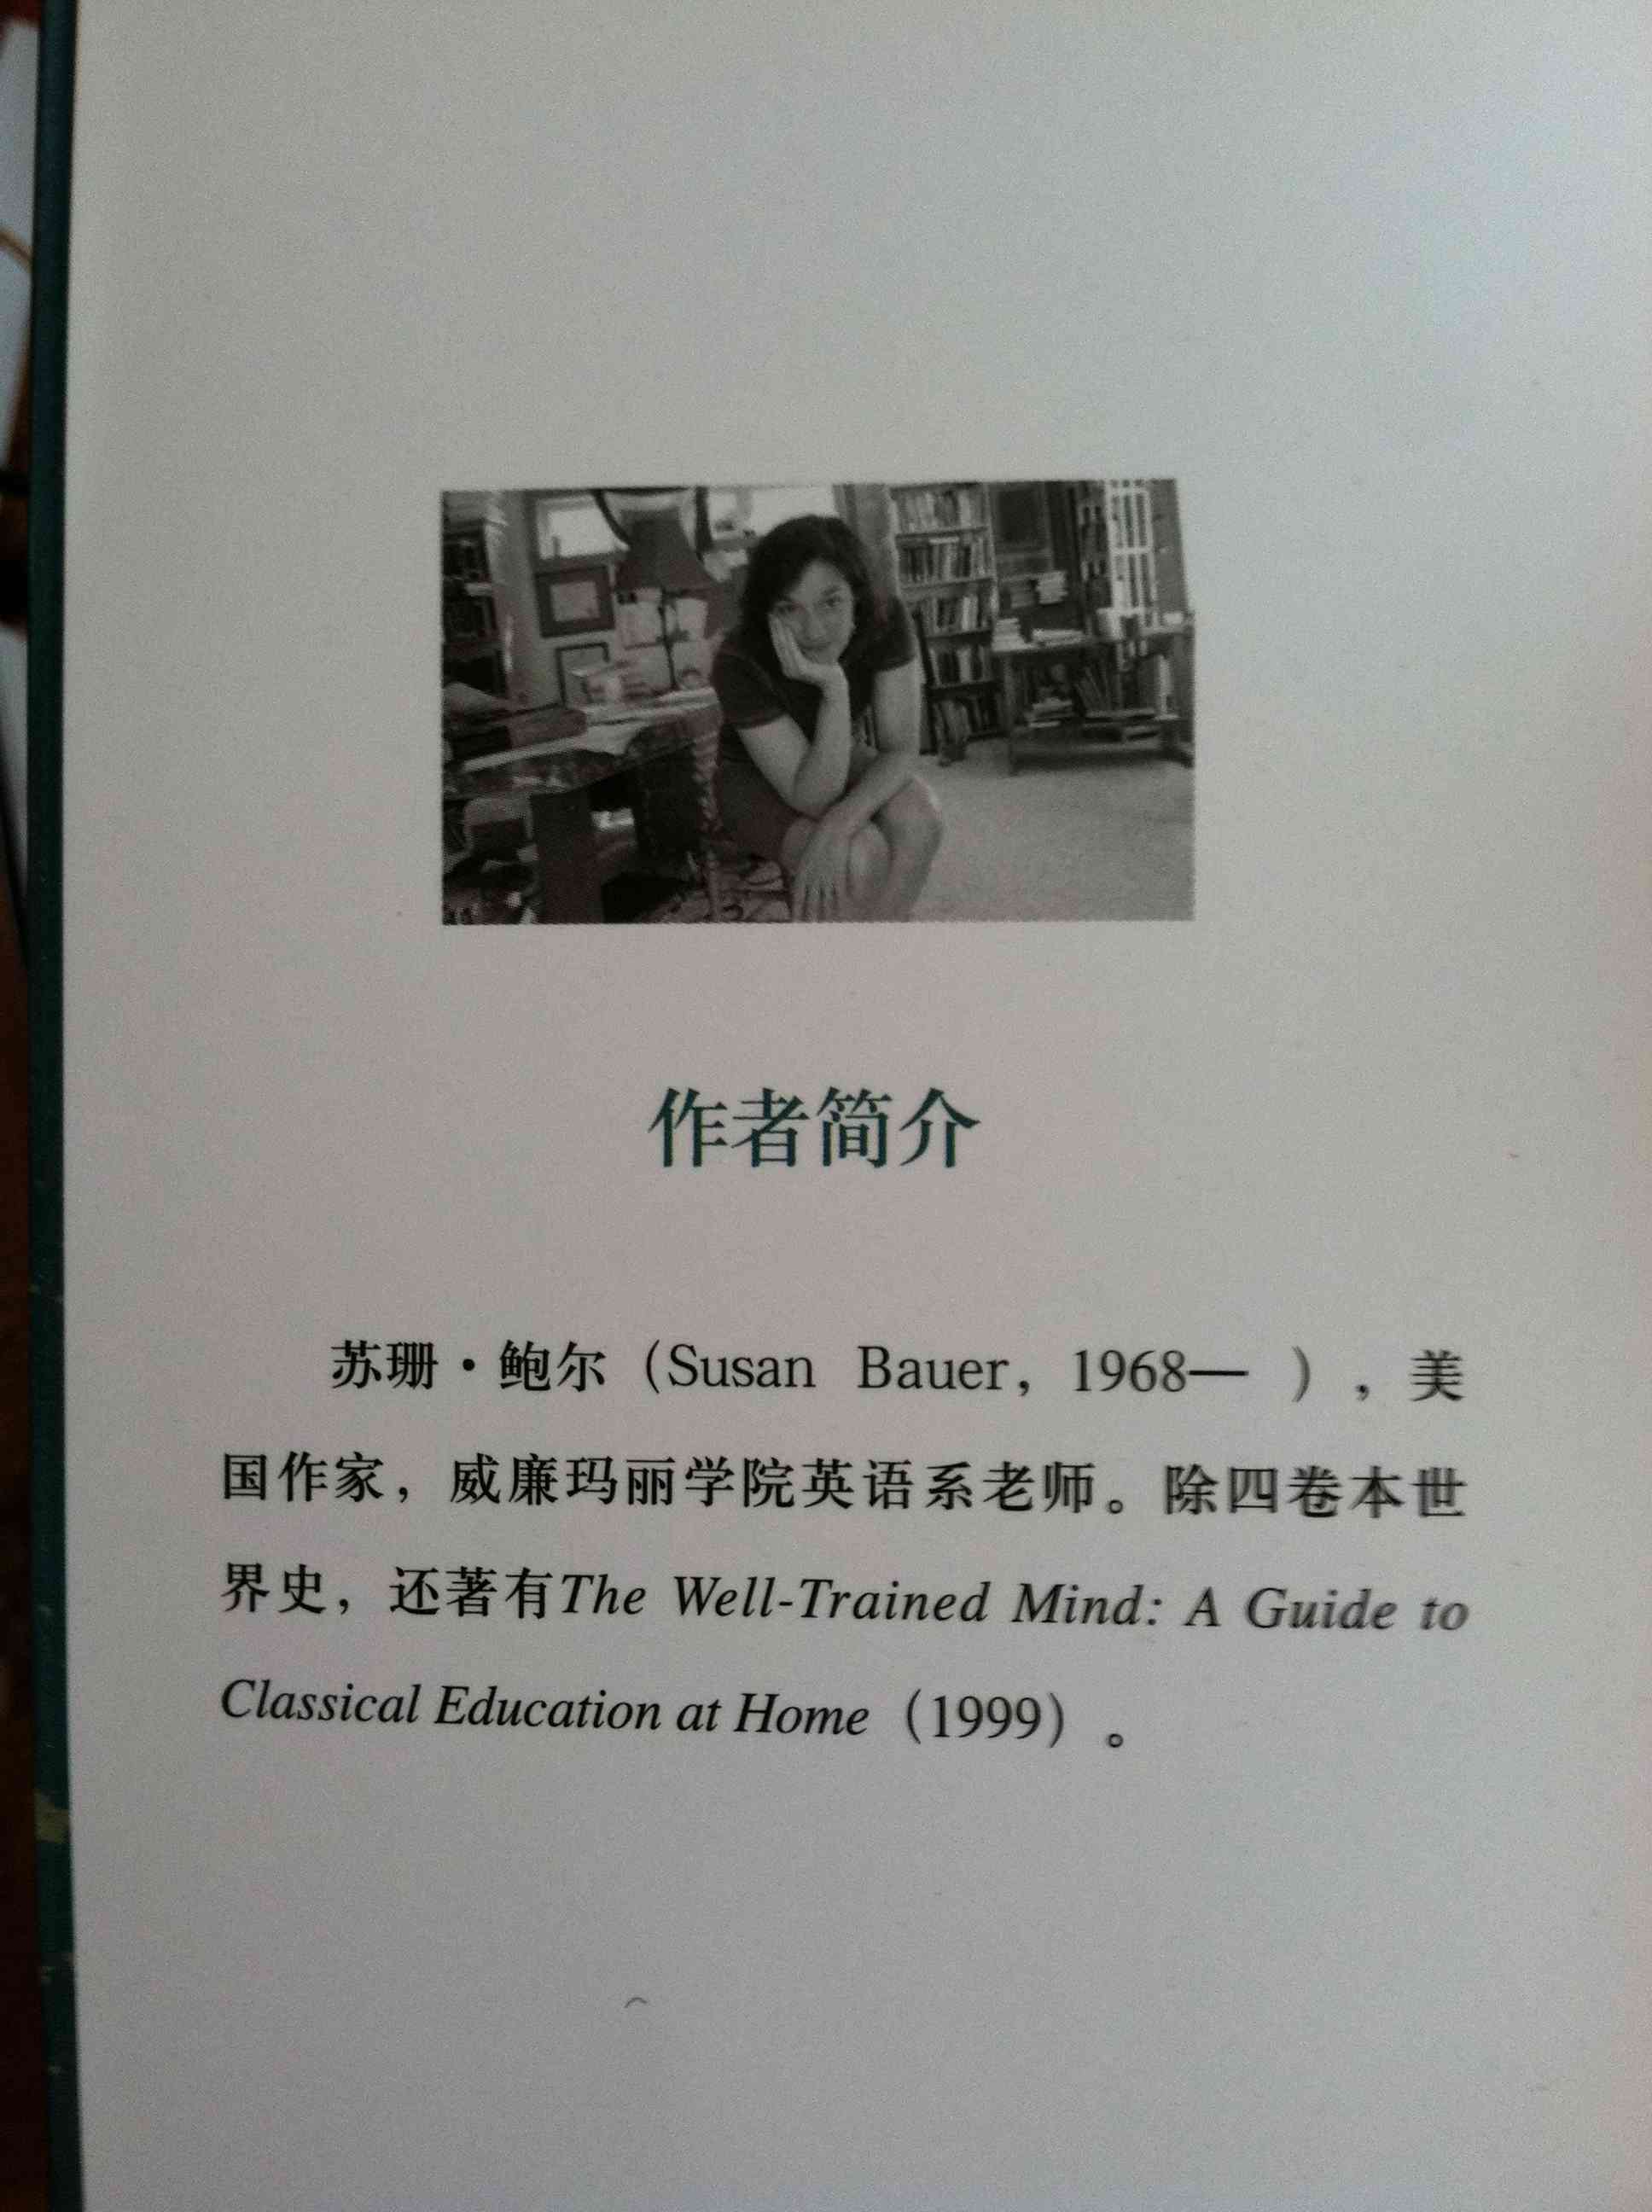 作者简介
苏珊·鲍尔（Susan Bauer，1968— ），美
国作家，威廉玛丽学院英语系老师。除四卷本世
界史，还著有The Well-Trained Mind: A Guide to
Classical Education at Home（1999）。